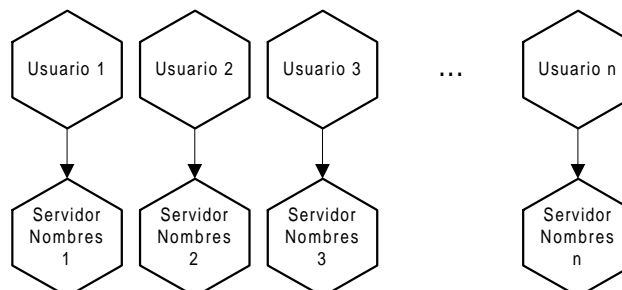 Usuario 1
Usuario 2
Usuario 3
...
Usuario n
Servidor
Nombres
1
Servidor
Nombres
2
Servidor
Nombres
3
Servidor
Nombres
n